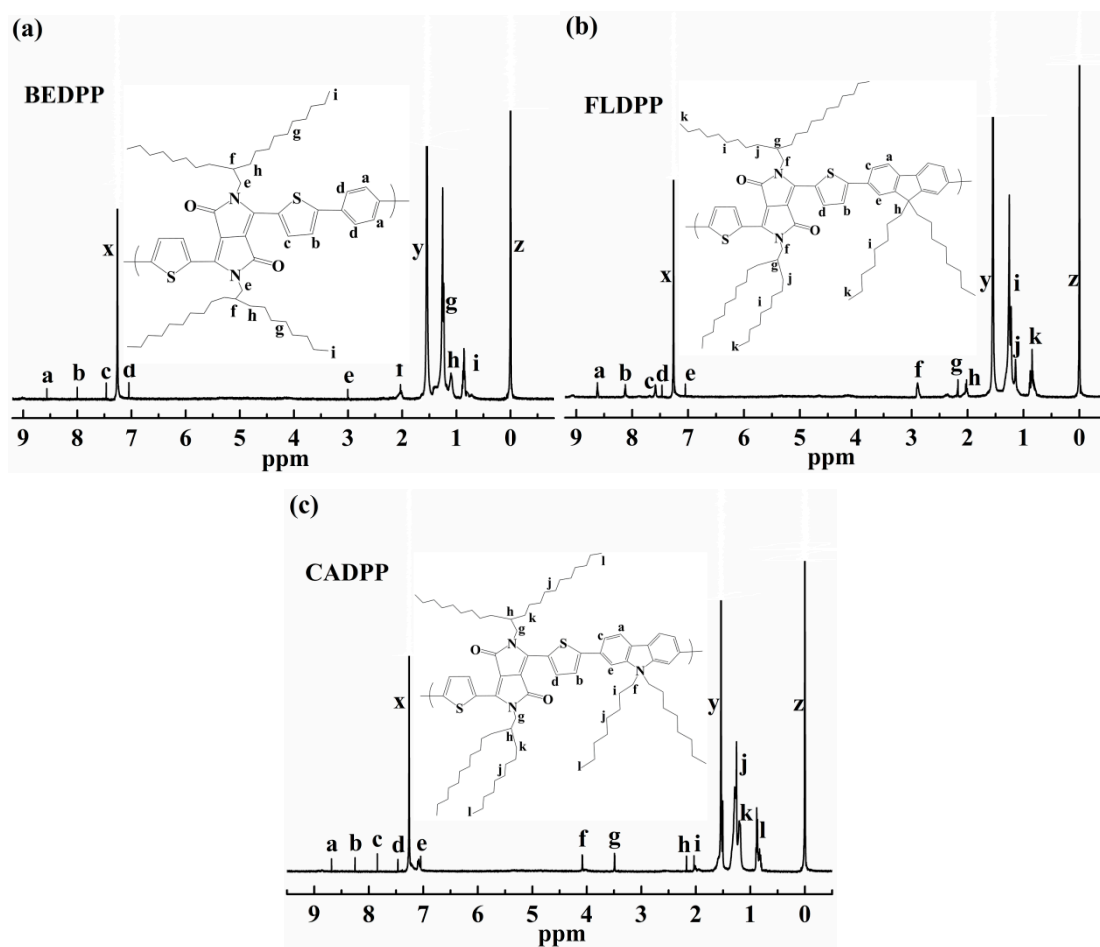 (a)
BEDPP
i
g
f
h
e
N
O
S
d
a
c
b
d
a
S
N
O
e
f
h
g
i
x
y
z
a b c d e f g h i
9 8 7 6 5 4 3 2 1 0
ppm
(b)
FLDPP
k
i
j
g
f
N
O
S
c
a
d
b
e
h
S
N
O
f
g
j
i
k
i
k
x
y
z
a b c d e f g h i j k
9 8 7 6 5 4 3 2 1 0
ppm
(c)
CADPP
l
j
h
k
g
N
O
S
c
a
d
b
e
N
i
f
S
N
O
g
h
k
j
l
j
l
x
y
z
a b c d e f g h i j k l
9 8 7 6 5 4 3 2 1 0
ppm